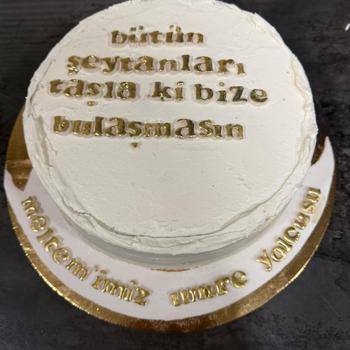 bütün
şeytanları
taşla ki bize
bulaşmasın
meltem'imiz umre yolcusu